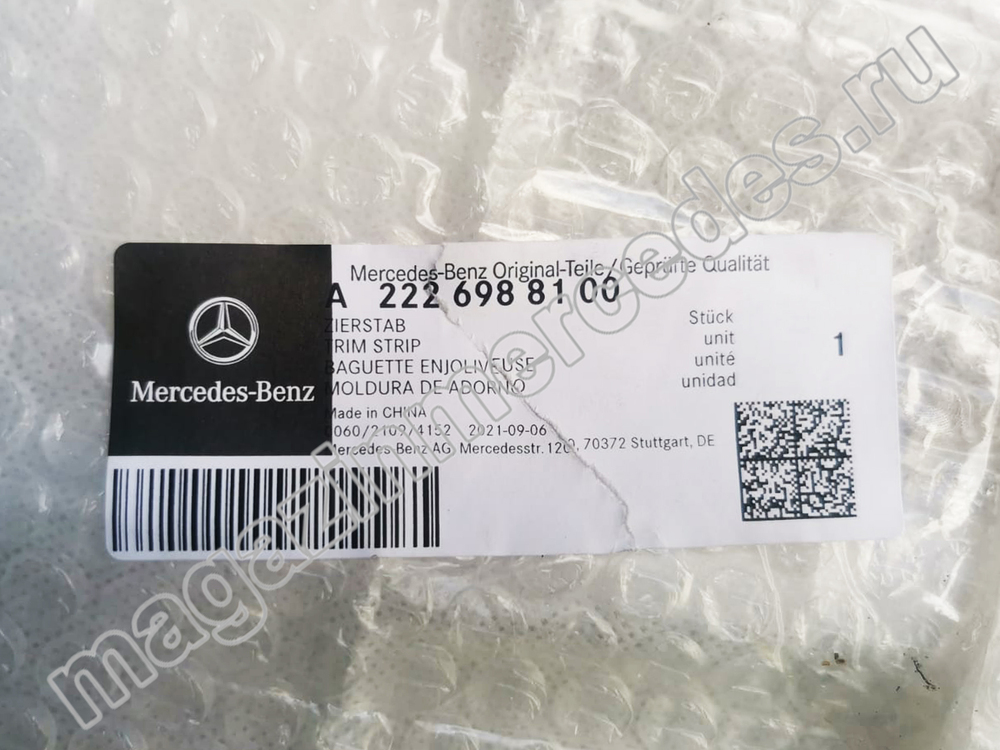 Mercedes-Benz Original-Teile/Geprüfte Qualität
A 222 698 81 00
ZIERSTAB
TRIM STRIP
BAGUETTE ENJOLIVEUSE
MOLDURA DE ADORNO
Stück
unit
unité
unidad
1
Mercedes-Benz
Made in CHINA
0060/2109/4152 2021-09-06
Mercedes-Benz AG, Mercedesstr. 120, 70372 Stuttgart, DE
magazinmercedes.ru